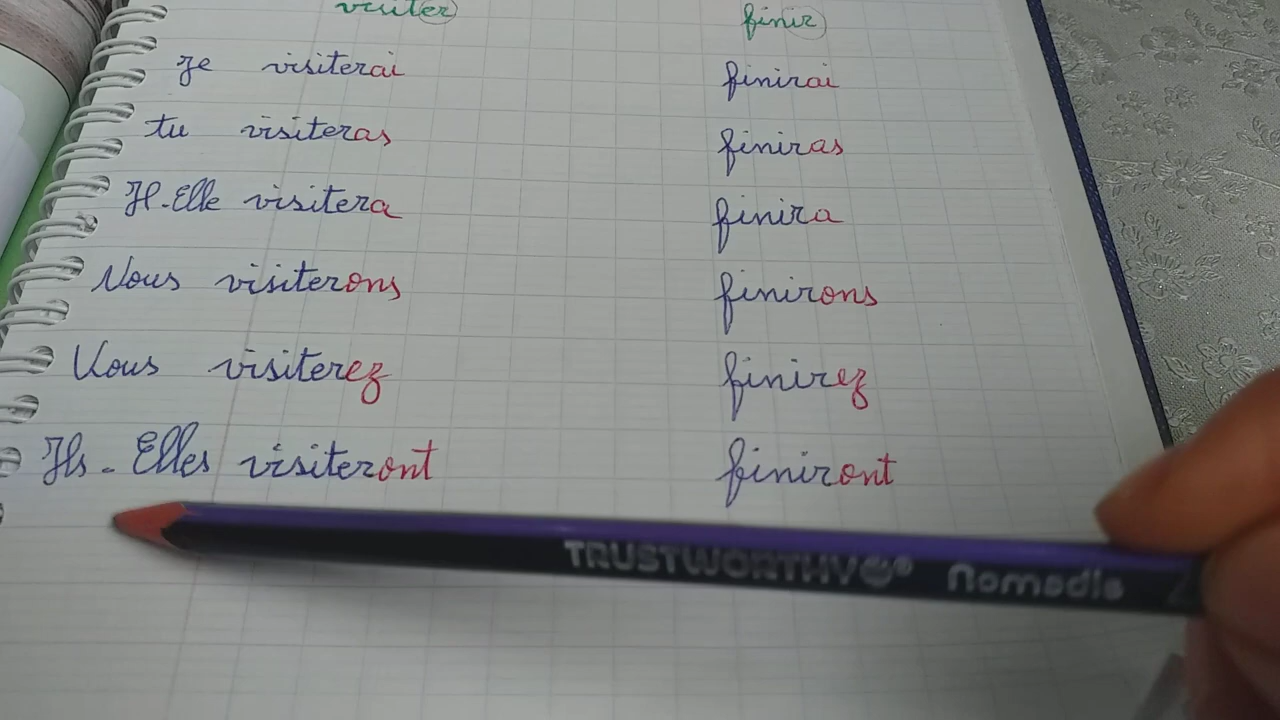 visiter finir
Je visiterai finirai
tu visiteras finiras
Il-Elle visitera finira
Nous visiterons finirons
Vous visiterez finirez
Ils - Elles visiteront finiront
TRUSTWORTHY® Nomadic